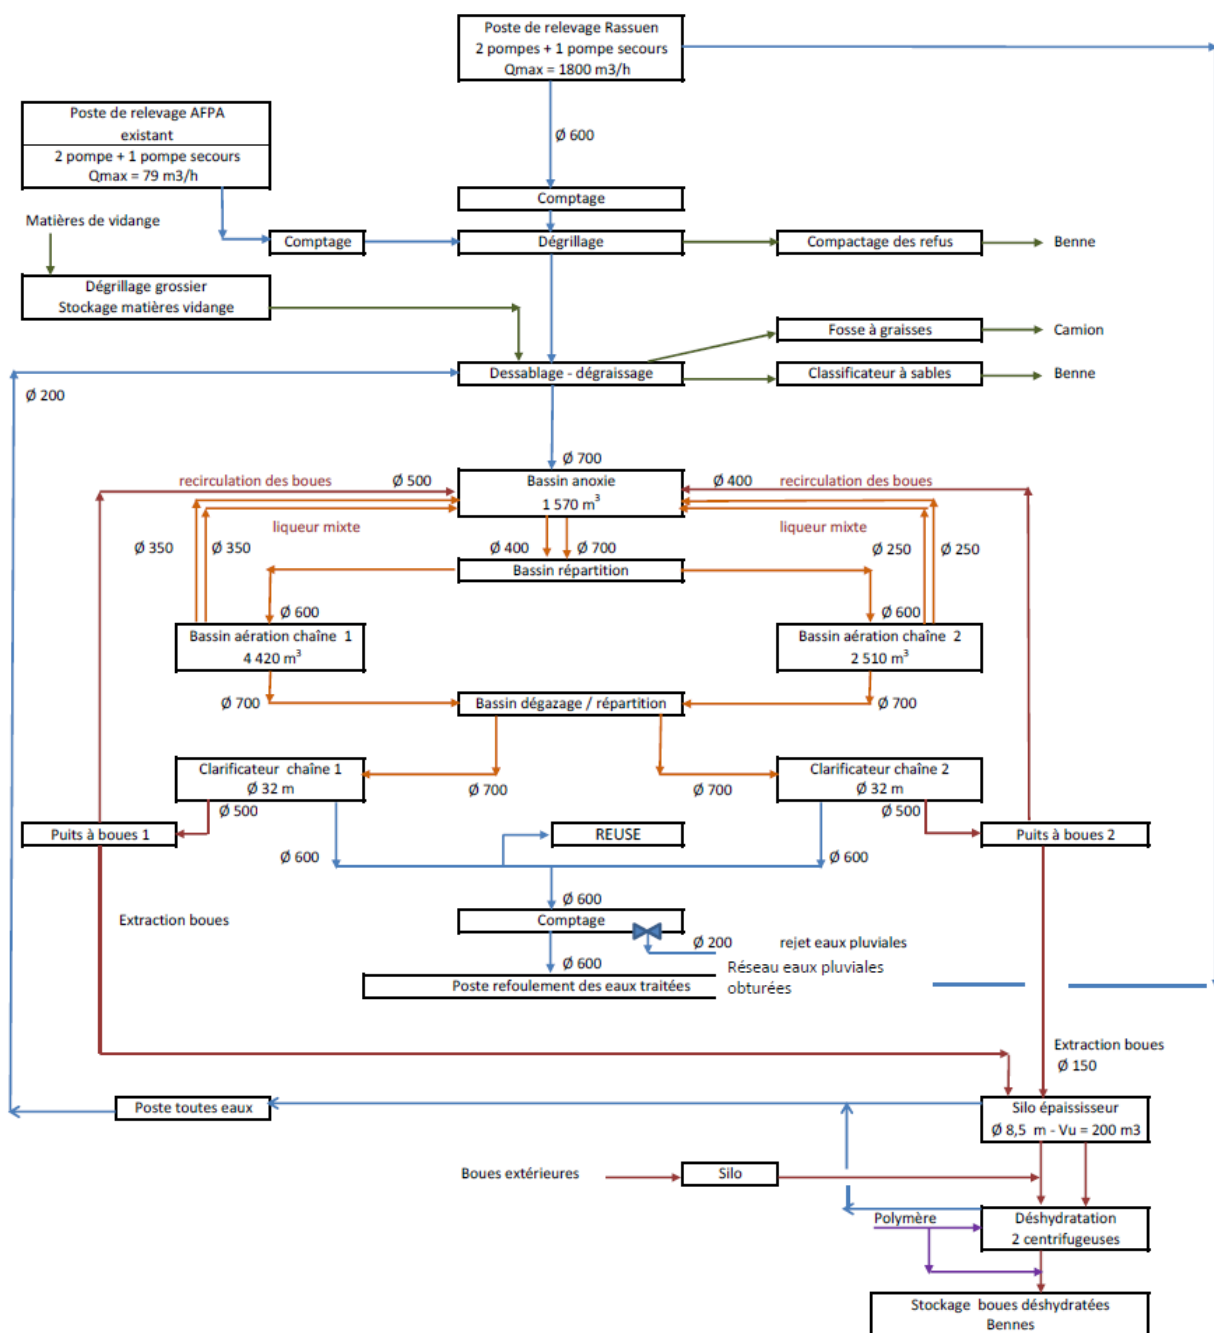 Poste de relevage Rassuen
2 pompes + 1 pompe secours
Qmax = 1800 m3/h
Poste de relevage AFPA
existant
2 pompe + 1 pompe secours
Qmax = 79 m3/h
Ø 600
Comptage
Matières de vidange
Comptage
Dégrillage
Compactage des refus
Benne
Dégrillage grossier
Stockage matières vidange
Fosse à graisses
Camion
Dessablage - dégraissage
Classificateur à sables
Benne
Ø 200
Ø 700
recirculation des boues
Ø 500
Bassin anoxie
1 570 m³
Ø 400
recirculation des boues
liqueur mixte
liqueur mixte
Ø 350
Ø 350
Ø 400
Ø 700
Ø 250
Ø 250
Bassin répartition
Ø 600
Ø 600
Bassin aération chaîne 1
4 420 m³
Bassin aération chaîne 2
2 510 m³
Ø 700
Bassin dégazage / répartition
Ø 700
Clarificateur chaîne 1
Ø 32 m
Ø 700
Ø 700
Clarificateur chaîne 2
Ø 32 m
Ø 500
Ø 500
Puits à boues 1
REUSE
Puits à boues 2
Ø 600
Ø 600
Ø 600
Extraction boues
Comptage
Ø 200
rejet eaux pluviales
Ø 600
Réseau eaux pluviales
obturées
Poste refoulement des eaux traitées
Extraction boues
Ø 150
Poste toutes eaux
Silo épaississeur
Ø 8,5 m - Vu = 200 m3
Boues extérieures
Silo
Polymère
Déshydratation
2 centrifugeuses
Stockage boues déshydratées
Bennes